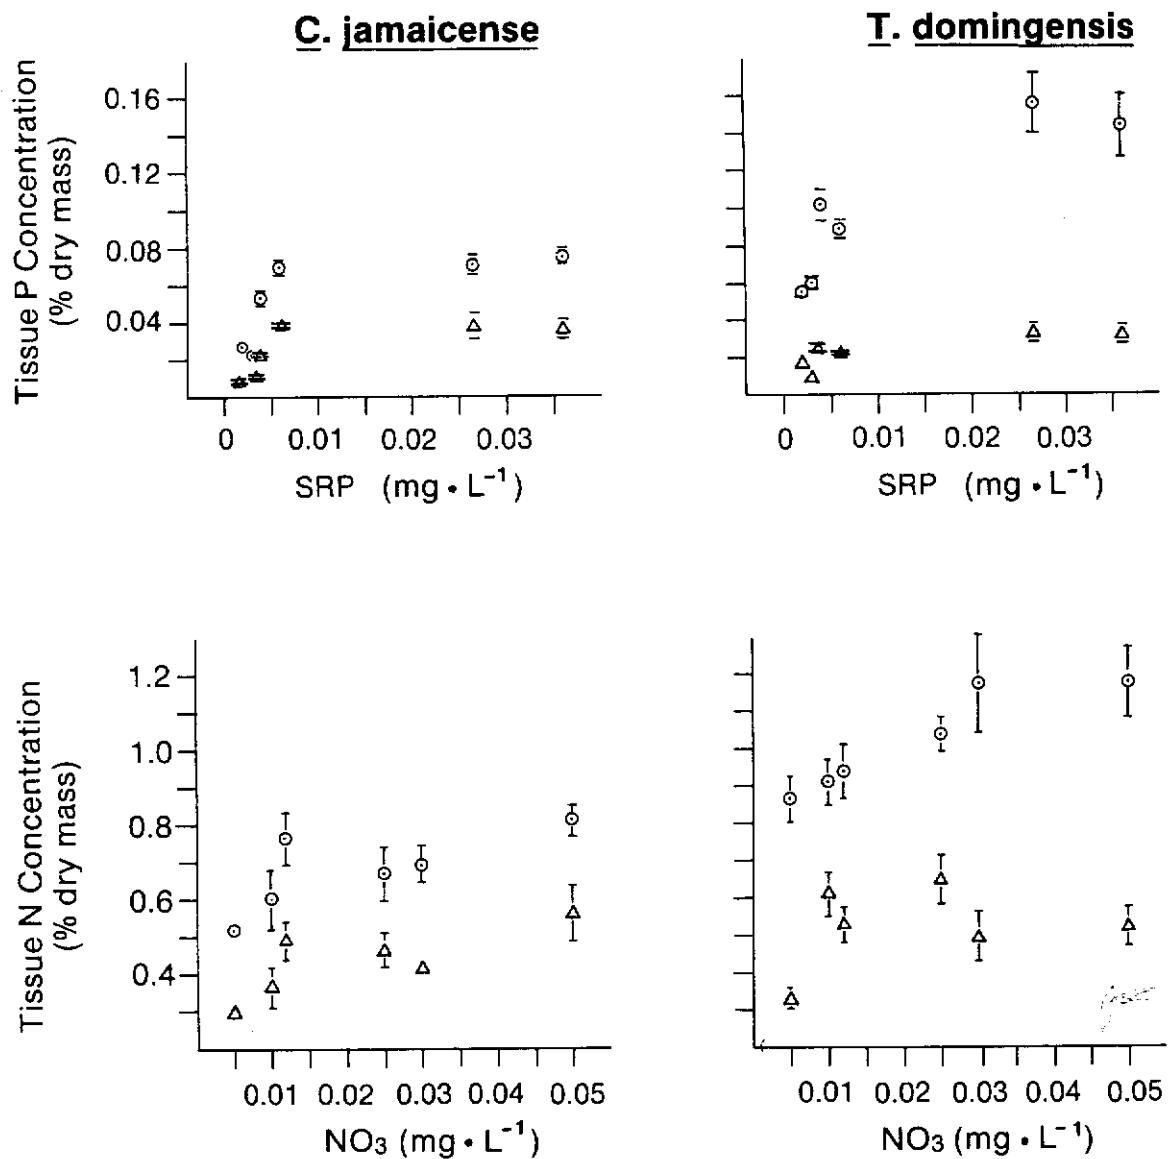 C. jamaicense
T. domingensis
Tissue P Concentration
(% dry mass)
0.16
0.12
0.08
0.04
0
0.01
0.02
0.03
SRP (mg • L⁻¹)
0
0.01
0.02
0.03
SRP (mg • L⁻¹)
Tissue N Concentration
(% dry mass)
1.2
1.0
0.8
0.6
0.4
0.01
0.02
0.03
0.04
0.05
NO₃ (mg • L⁻¹)
0.01
0.02
0.03
0.04
0.05
NO₃ (mg • L⁻¹)